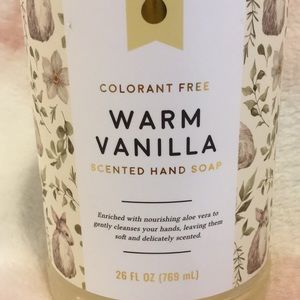 COLORANT FREE
WARM
VANILLA
SCENTED HAND SOAP
Enriched with nourishing aloe vera to
gently cleanses your hands, leaving them
soft and delicately scented.
26 fl oz (769 mL)